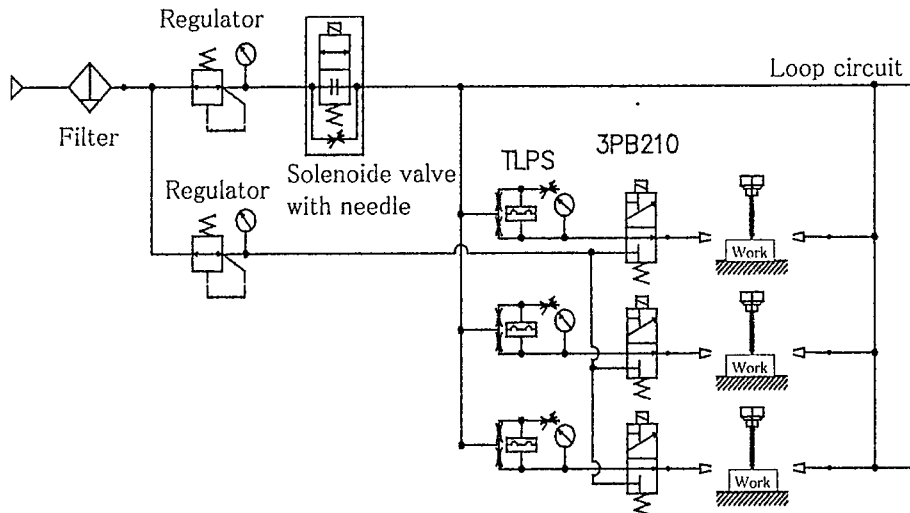 Regulator
Loop circuit
Filter
3PB210
TLPS
Solenoide valve
with needle
Regulator
Work
Work
Work